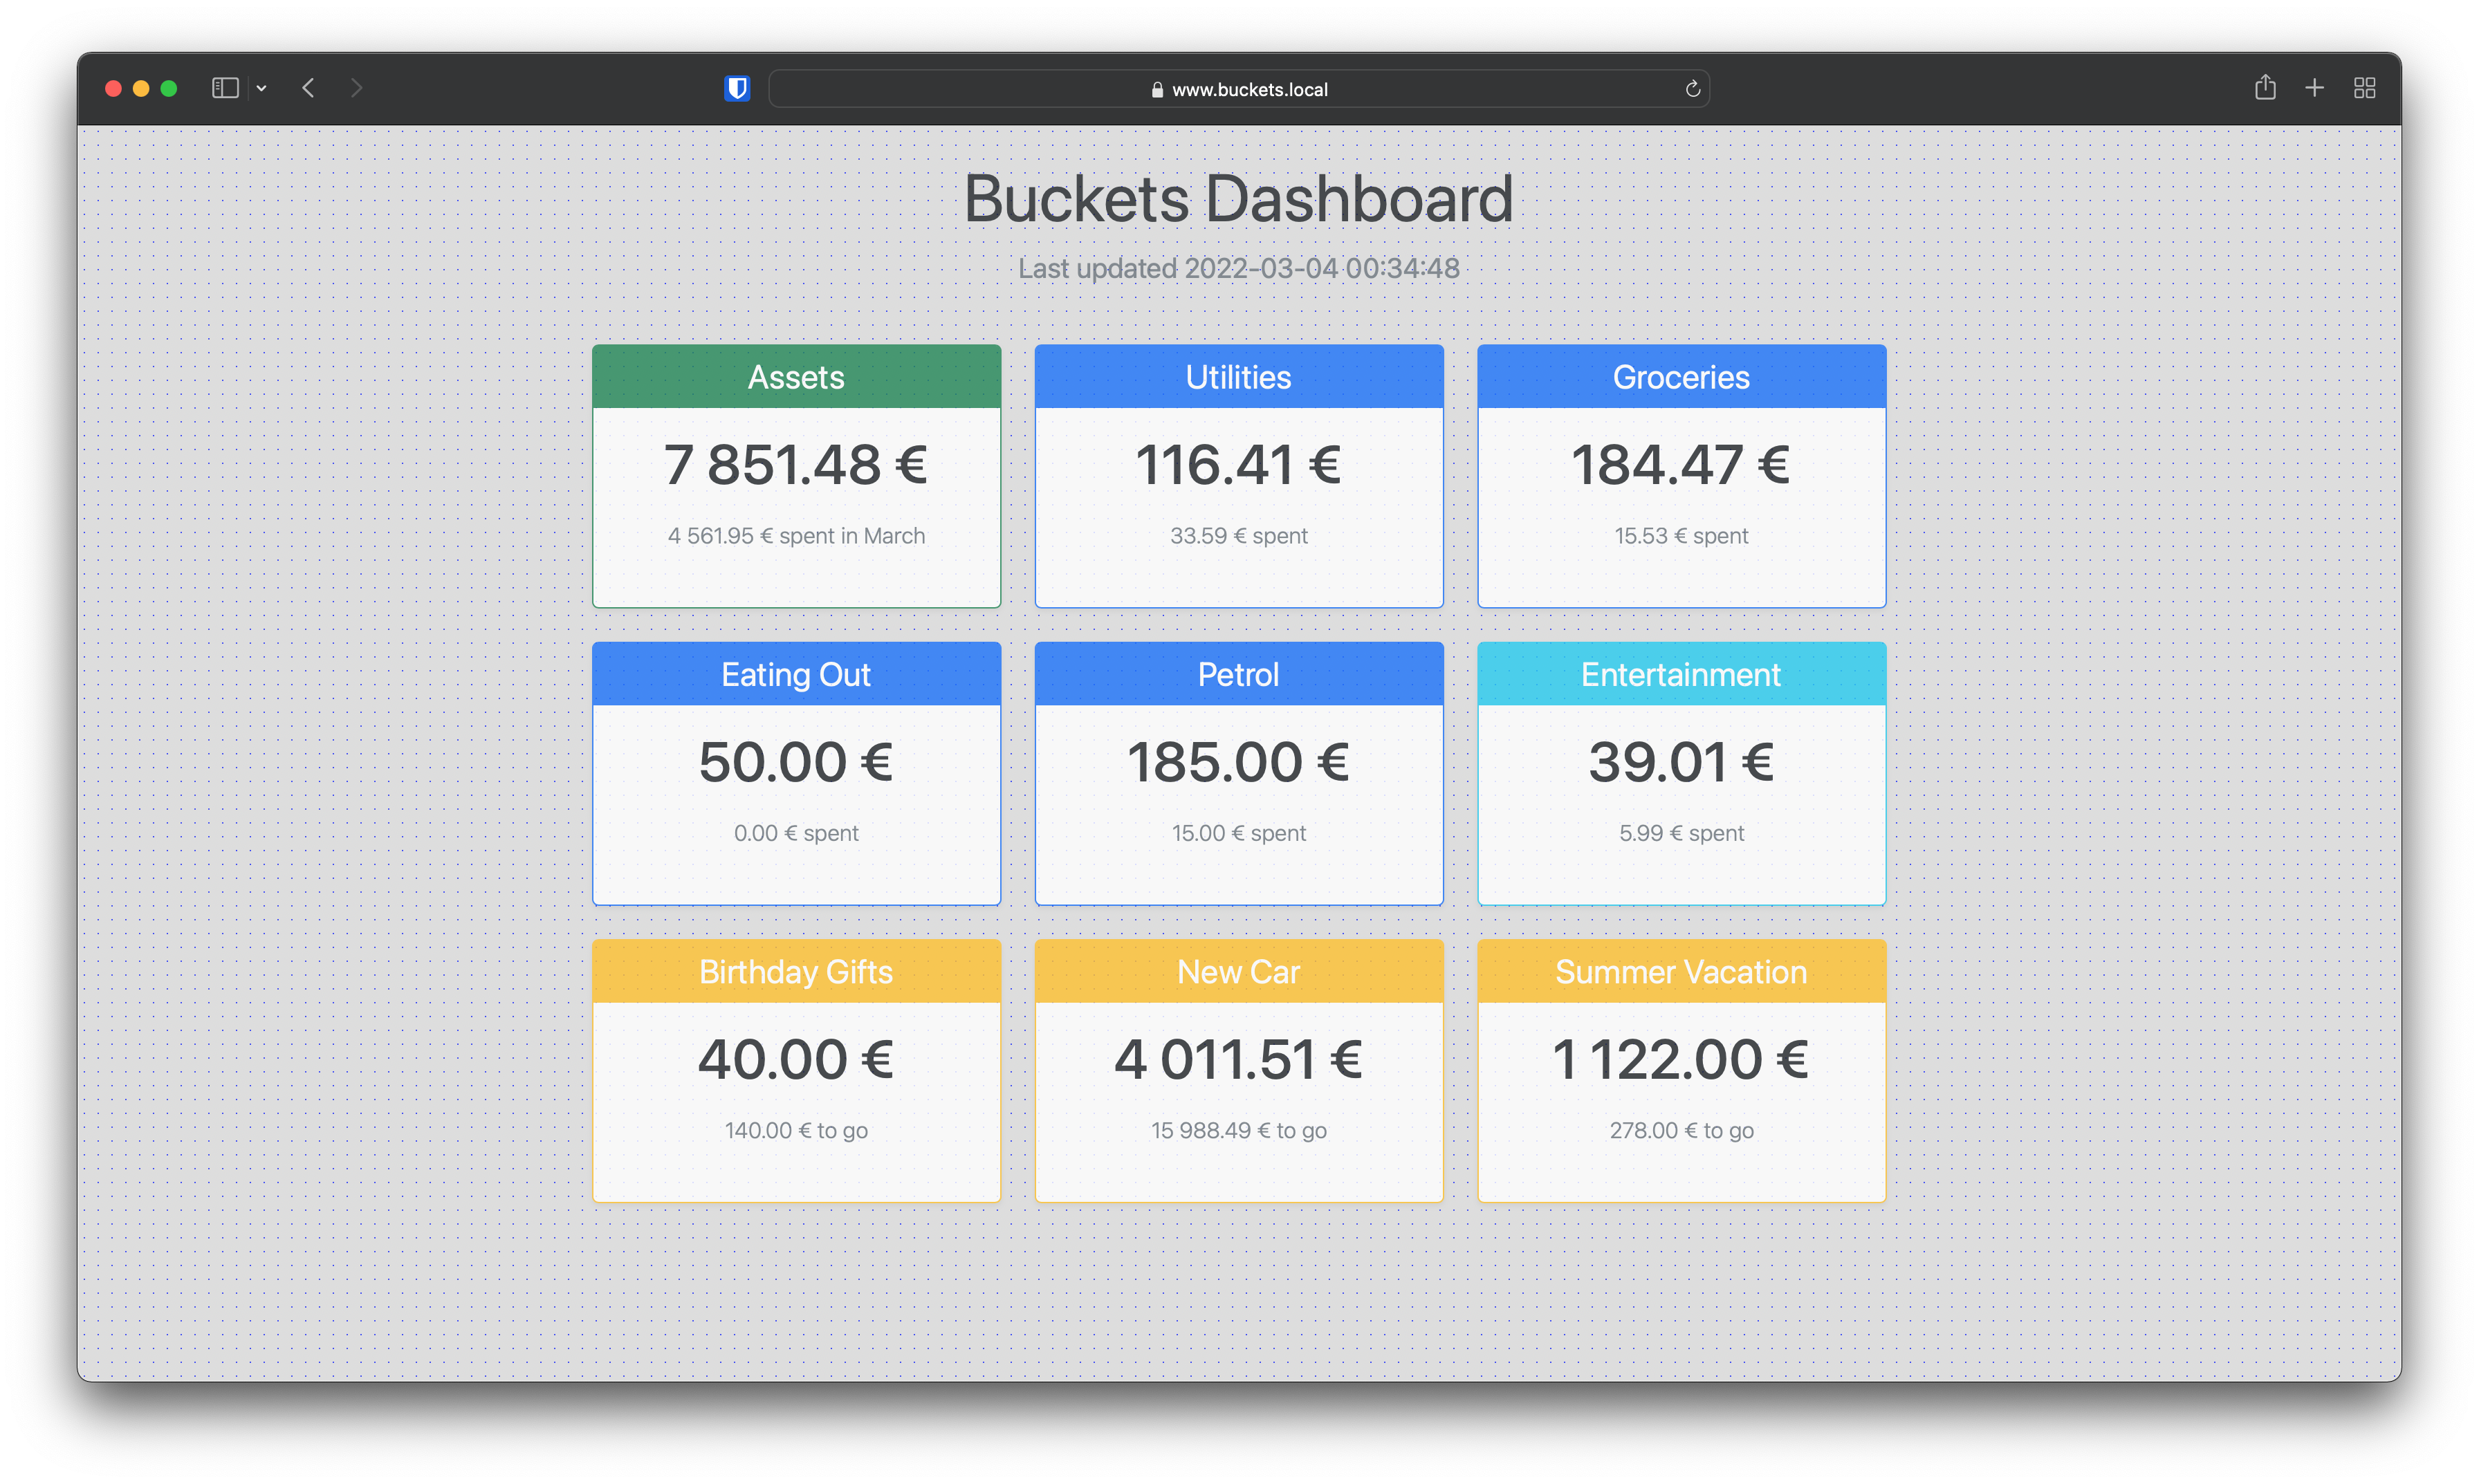 www.buckets.local
Buckets Dashboard
Last updated 2022-03-04 00:34:48
Assets
7 851.48 €
4 561.95 € spent in March
Utilities
116.41 €
33.59 € spent
Groceries
184.47 €
15.53 € spent
Eating Out
50.00 €
0.00 € spent
Petrol
185.00 €
15.00 € spent
Entertainment
39.01 €
5.99 € spent
Birthday Gifts
40.00 €
140.00 € to go
New Car
4 011.51 €
15 988.49 € to go
Summer Vacation
1 122.00 €
278.00 € to go